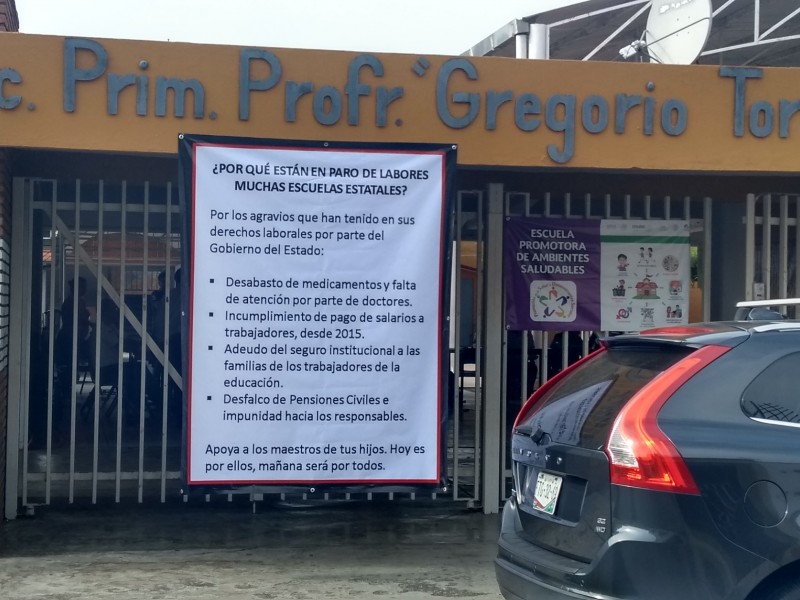 c. Prim. Profr. "Gregorio Tor
¿POR QUÉ ESTÁN EN PARO DE LABORES
MUCHAS ESCUELAS ESTATALES?
Por los agravios que han tenido en sus
derechos laborales por parte del
Gobierno del Estado:
▪ Desabasto de medicamentos y falta
de atención por parte de doctores.
▪ Incumplimiento de pago de salarios a
trabajadores, desde 2015.
▪ Adeudo del seguro institucional a las
familias de los trabajadores de la
educación.
▪ Desfalco de Pensiones Civiles e
impunidad hacia los responsables.
Apoya a los maestros de tus hijos. Hoy es
por ellos, mañana será por todos.
ESCUELA
PROMOTORA
DE AMBIENTES
SALUDABLES